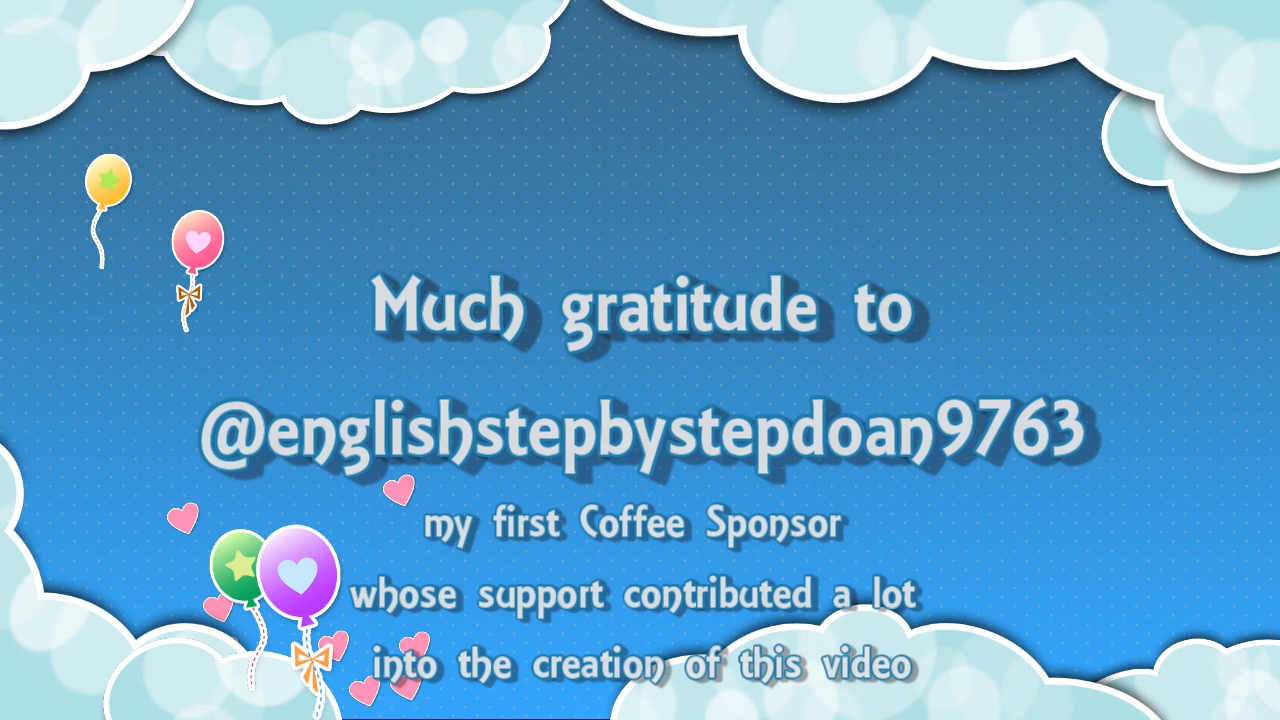 Much gratitude to
@englishstepbystepdoan9763
my first Coffee Sponsor
whose support contributed a lot
into the creation of this video